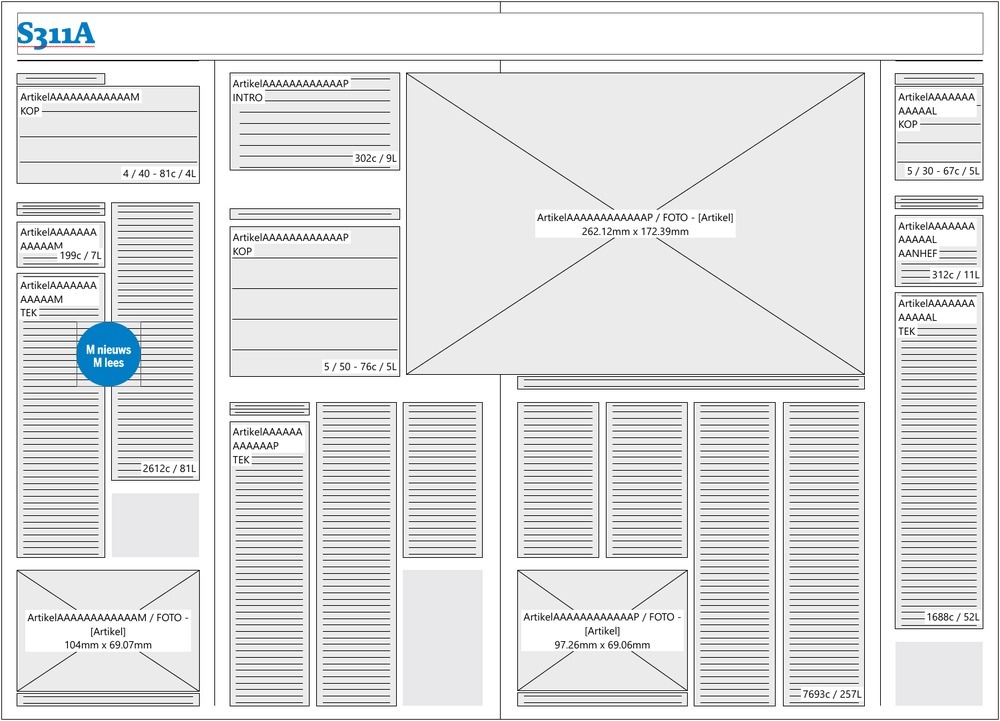 S311A
ArtikelAAAAAAAAAAAAM
KOP
4 / 40 - 81c / 4L
ArtikelAAAAAAA
AAAAAM
199c / 7L
ArtikelAAAAAAA
AAAAAM
TEK
M nieuws
M lees
2612c / 81L
ArtikelAAAAAAAAAAAAM / FOTO -
[Artikel]
104mm x 69.07mm
ArtikelAAAAAAAAAAAAP
INTRO
302c / 9L
ArtikelAAAAAAAAAAAAP
KOP
5 / 50 - 76c / 5L
ArtikelAAAAAAAAAAAAP / FOTO - [Artikel]
262.12mm x 172.39mm
ArtikelAAAAAA
AAAAAAP
TEK
ArtikelAAAAAAAAAAAAP / FOTO -
[Artikel]
97.26mm x 69.06mm
7693c / 257L
ArtikelAAAAAAA
AAAAAL
KOP
5 / 30 - 67c / 5L
ArtikelAAAAAAA
AAAAAL
AANHEF
312c / 11L
ArtikelAAAAAAA
AAAAAL
TEK
1688c / 52L